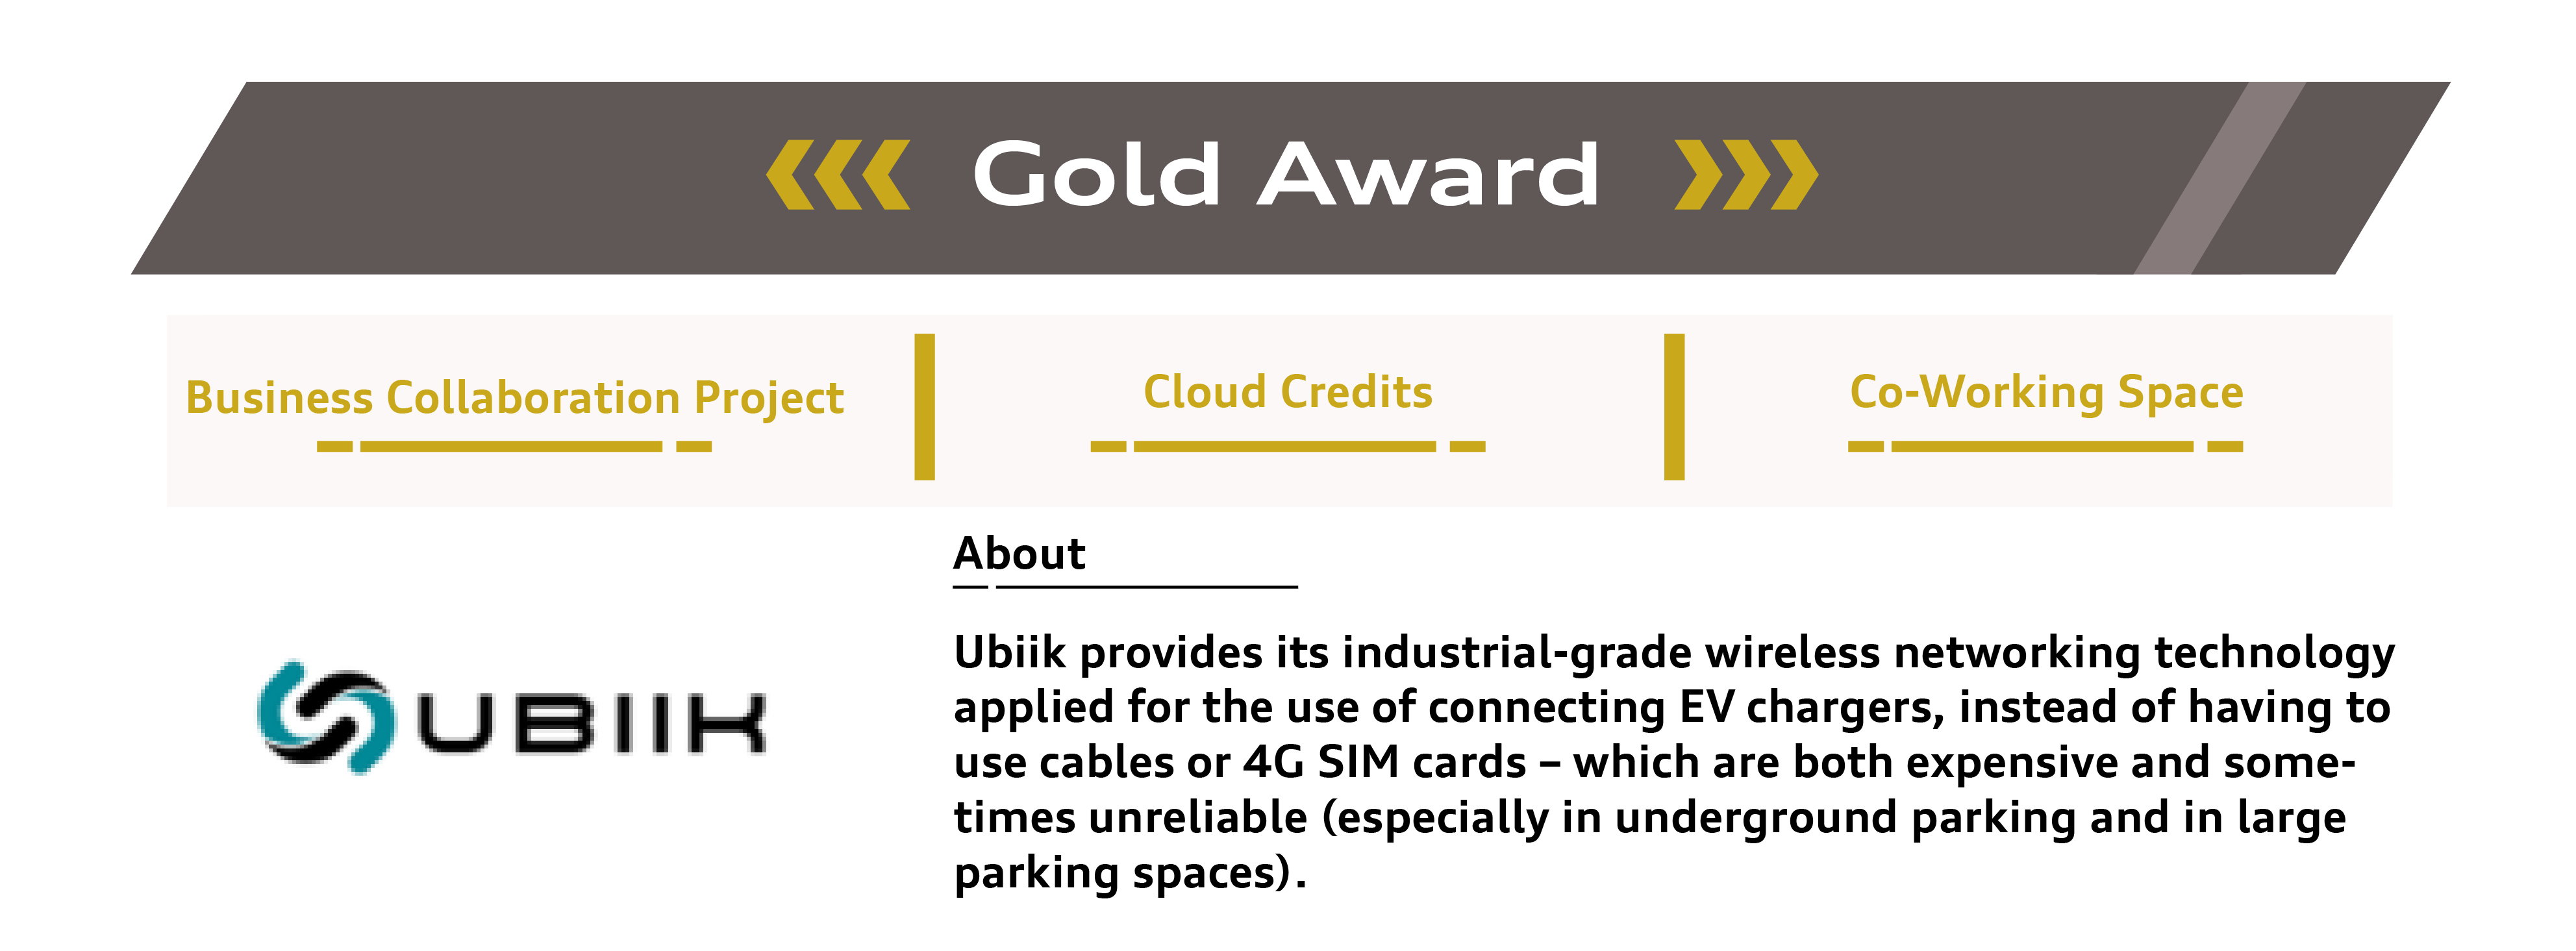 Gold Award
Business Collaboration Project
Cloud Credits
Co-Working Space
About
UBIIK
Ubiik provides its industrial-grade wireless networking technology
applied for the use of connecting EV chargers, instead of having to
use cables or 4G SIM cards – which are both expensive and some-
times unreliable (especially in underground parking and in large
parking spaces).